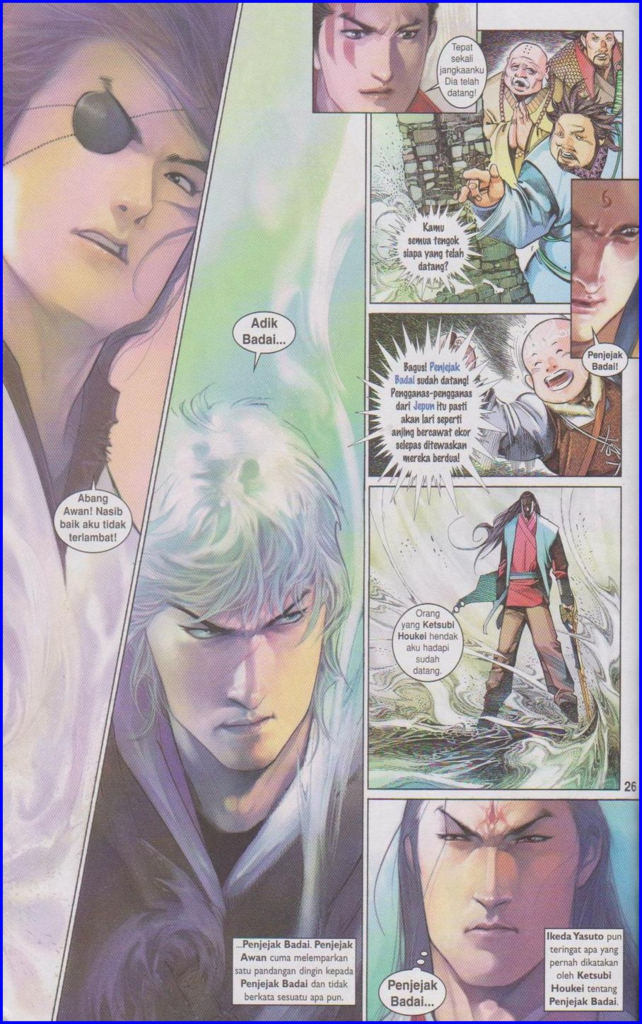 Abang
Awan! Nasib
baik aku tidak
terlambat!
Adik
Badai...
...Penjejak Badai. Penjejak
Awan cuma melemparkan
satu pandangan dingin kepada
Penjejak Badai dan tidak
berkata sesuatu apa pun.
Tepat
sekali
jangkaanku
Dia telah
datang!
Kamu
semua tengok
siapa yang telah
datang?
Penjejak
Badai!
Bagus! Penjejak
Badai sudah datang!
Pengganas-pengganas
dari Jepun itu pasti
akan lari seperti
anjing bercawat ekor
selepas ditewaskan
mereka berdua!
Orang
yang Ketsubi
Houkei hendak
aku hadapi
sudah
datang.
26
Penjejak
Badai...
Ikeda Yasuto pun
teringat apa yang
pernah dikatakan
oleh Ketsubi
Houkei tentang
Penjejak Badai.